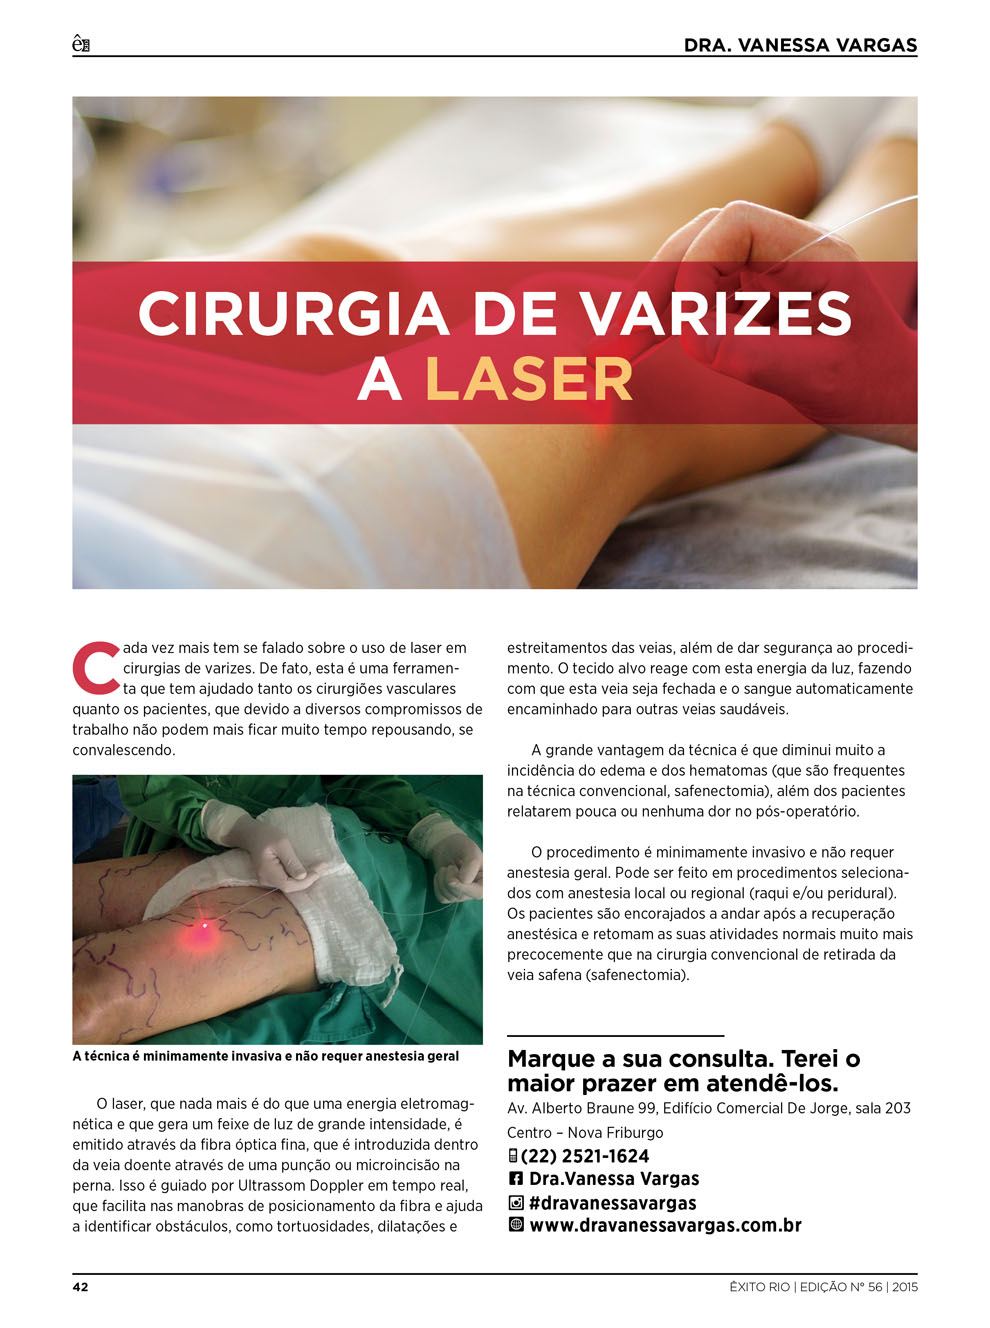 ê
DRA. VANESSA VARGAS
CIRURGIA DE VARIZES
A LASER
Cada vez mais tem se falado sobre o uso de laser em
cirurgias de varizes. De fato, esta é uma ferramen-
ta que tem ajudado tanto os cirurgiões vasculares
quanto os pacientes, que devido a diversos compromissos de
trabalho não podem mais ficar muito tempo repousando, se
convalescendo.
A técnica é minimamente invasiva e não requer anestesia geral
O laser, que nada mais é do que uma energia eletromag-
nética e que gera um feixe de luz de grande intensidade, é
emitido através da fibra óptica fina, que é introduzida dentro
da veia doente através de uma punção ou microincisão na
perna. Isso é guiado por Ultrassom Doppler em tempo real,
que facilita nas manobras de posicionamento da fibra e ajuda
a identificar obstáculos, como tortuosidades, dilatações e
estreitamentos das veias, além de dar segurança ao procedi-
mento. O tecido alvo reage com esta energia da luz, fazendo
com que esta veia seja fechada e o sangue automaticamente
encaminhado para outras veias saudáveis.
A grande vantagem da técnica é que diminui muito a
incidência do edema e dos hematomas (que são frequentes
na técnica convencional, safenectomia), além dos pacientes
relatarem pouca ou nenhuma dor no pós-operatório.
O procedimento é minimamente invasivo e não requer
anestesia geral. Pode ser feito em procedimentos seleciona-
dos com anestesia local ou regional (raqui e/ou peridural).
Os pacientes são encorajados a andar após a recuperação
anestésica e retomam as suas atividades normais muito mais
precocemente que na cirurgia convencional de retirada da
veia safena (safenectomia).
Marque a sua consulta. Terei o
maior prazer em atendê-los.
Av. Alberto Braune 99, Edifício Comercial De Jorge, sala 203
Centro – Nova Friburgo
(22) 2521-1624
Dra.Vanessa Vargas
#dravanessavargas
www.dravanessavargas.com.br
42
ÊXITO RIO | EDIÇÃO N° 56 | 2015